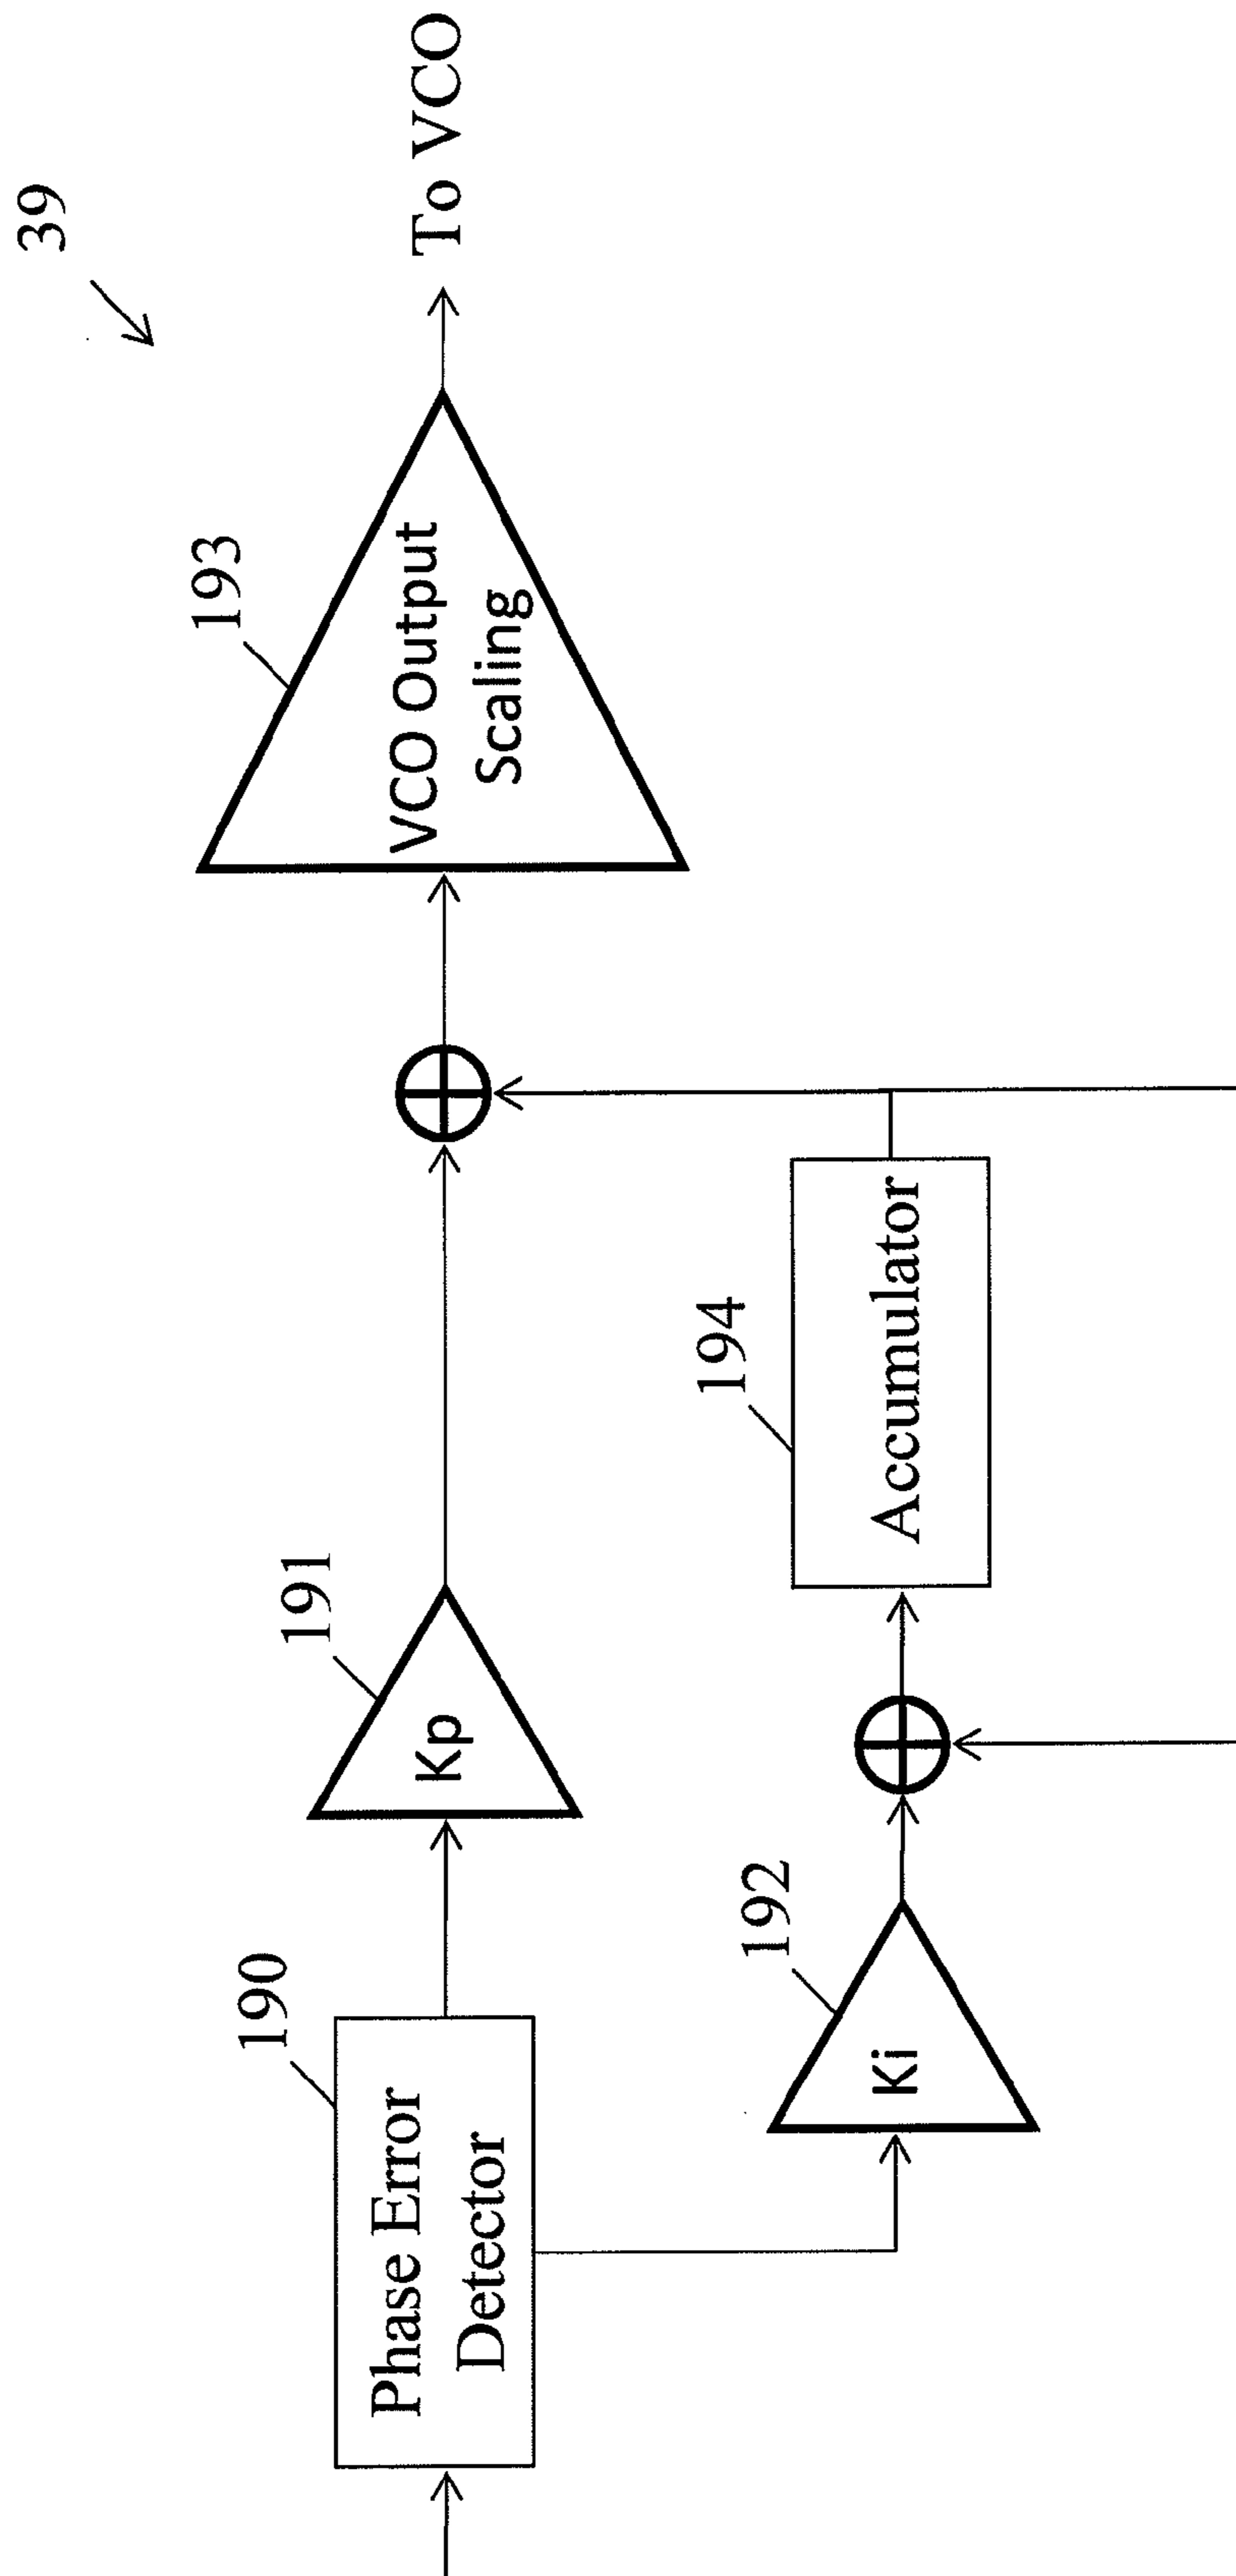 39
190
Phase Error
Detector
191
Kp
193
VCO Output
Scaling
To VCO
192
Ki
194
Accumulator